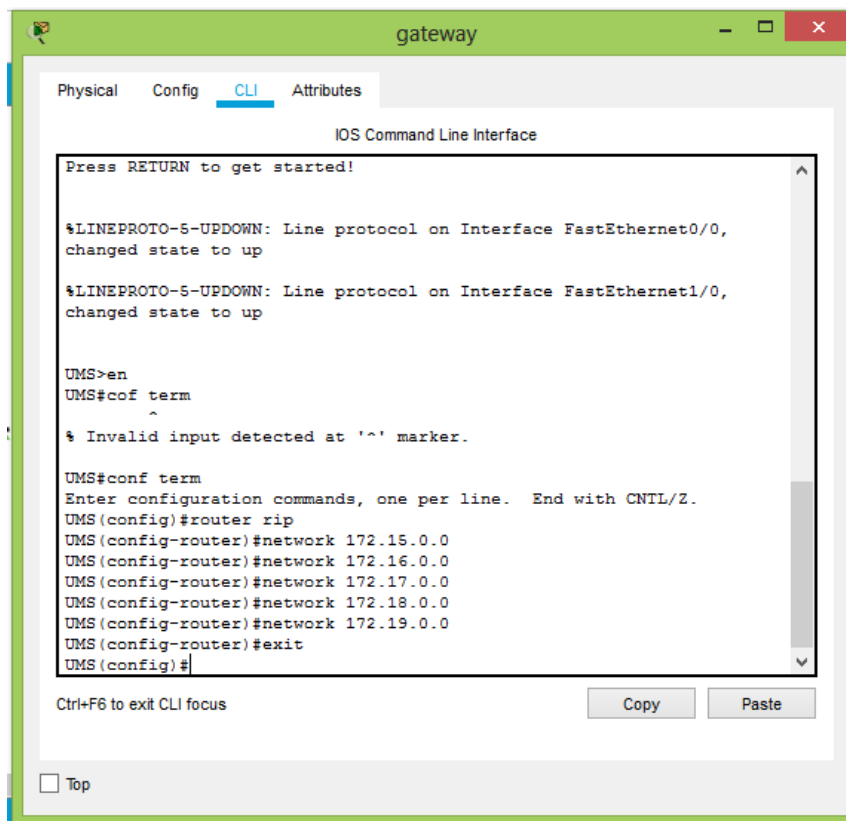 gateway
Physical Config CLI Attributes
IOS Command Line Interface
Press RETURN to get started!
%LINEPROTO-5-UPDOWN: Line protocol on Interface FastEthernet0/0,
changed state to up
%LINEPROTO-5-UPDOWN: Line protocol on Interface FastEthernet1/0,
changed state to up
UMS>en
UMS#cof term
^
% Invalid input detected at '^' marker.
UMS#conf term
Enter configuration commands, one per line.  End with CNTL/Z.
UMS(config)#router rip
UMS(config-router)#network 172.15.0.0
UMS(config-router)#network 172.16.0.0
UMS(config-router)#network 172.17.0.0
UMS(config-router)#network 172.18.0.0
UMS(config-router)#network 172.19.0.0
UMS(config-router)#exit
UMS(config)#
Ctrl+F6 to exit CLI focus
Copy Paste
Top